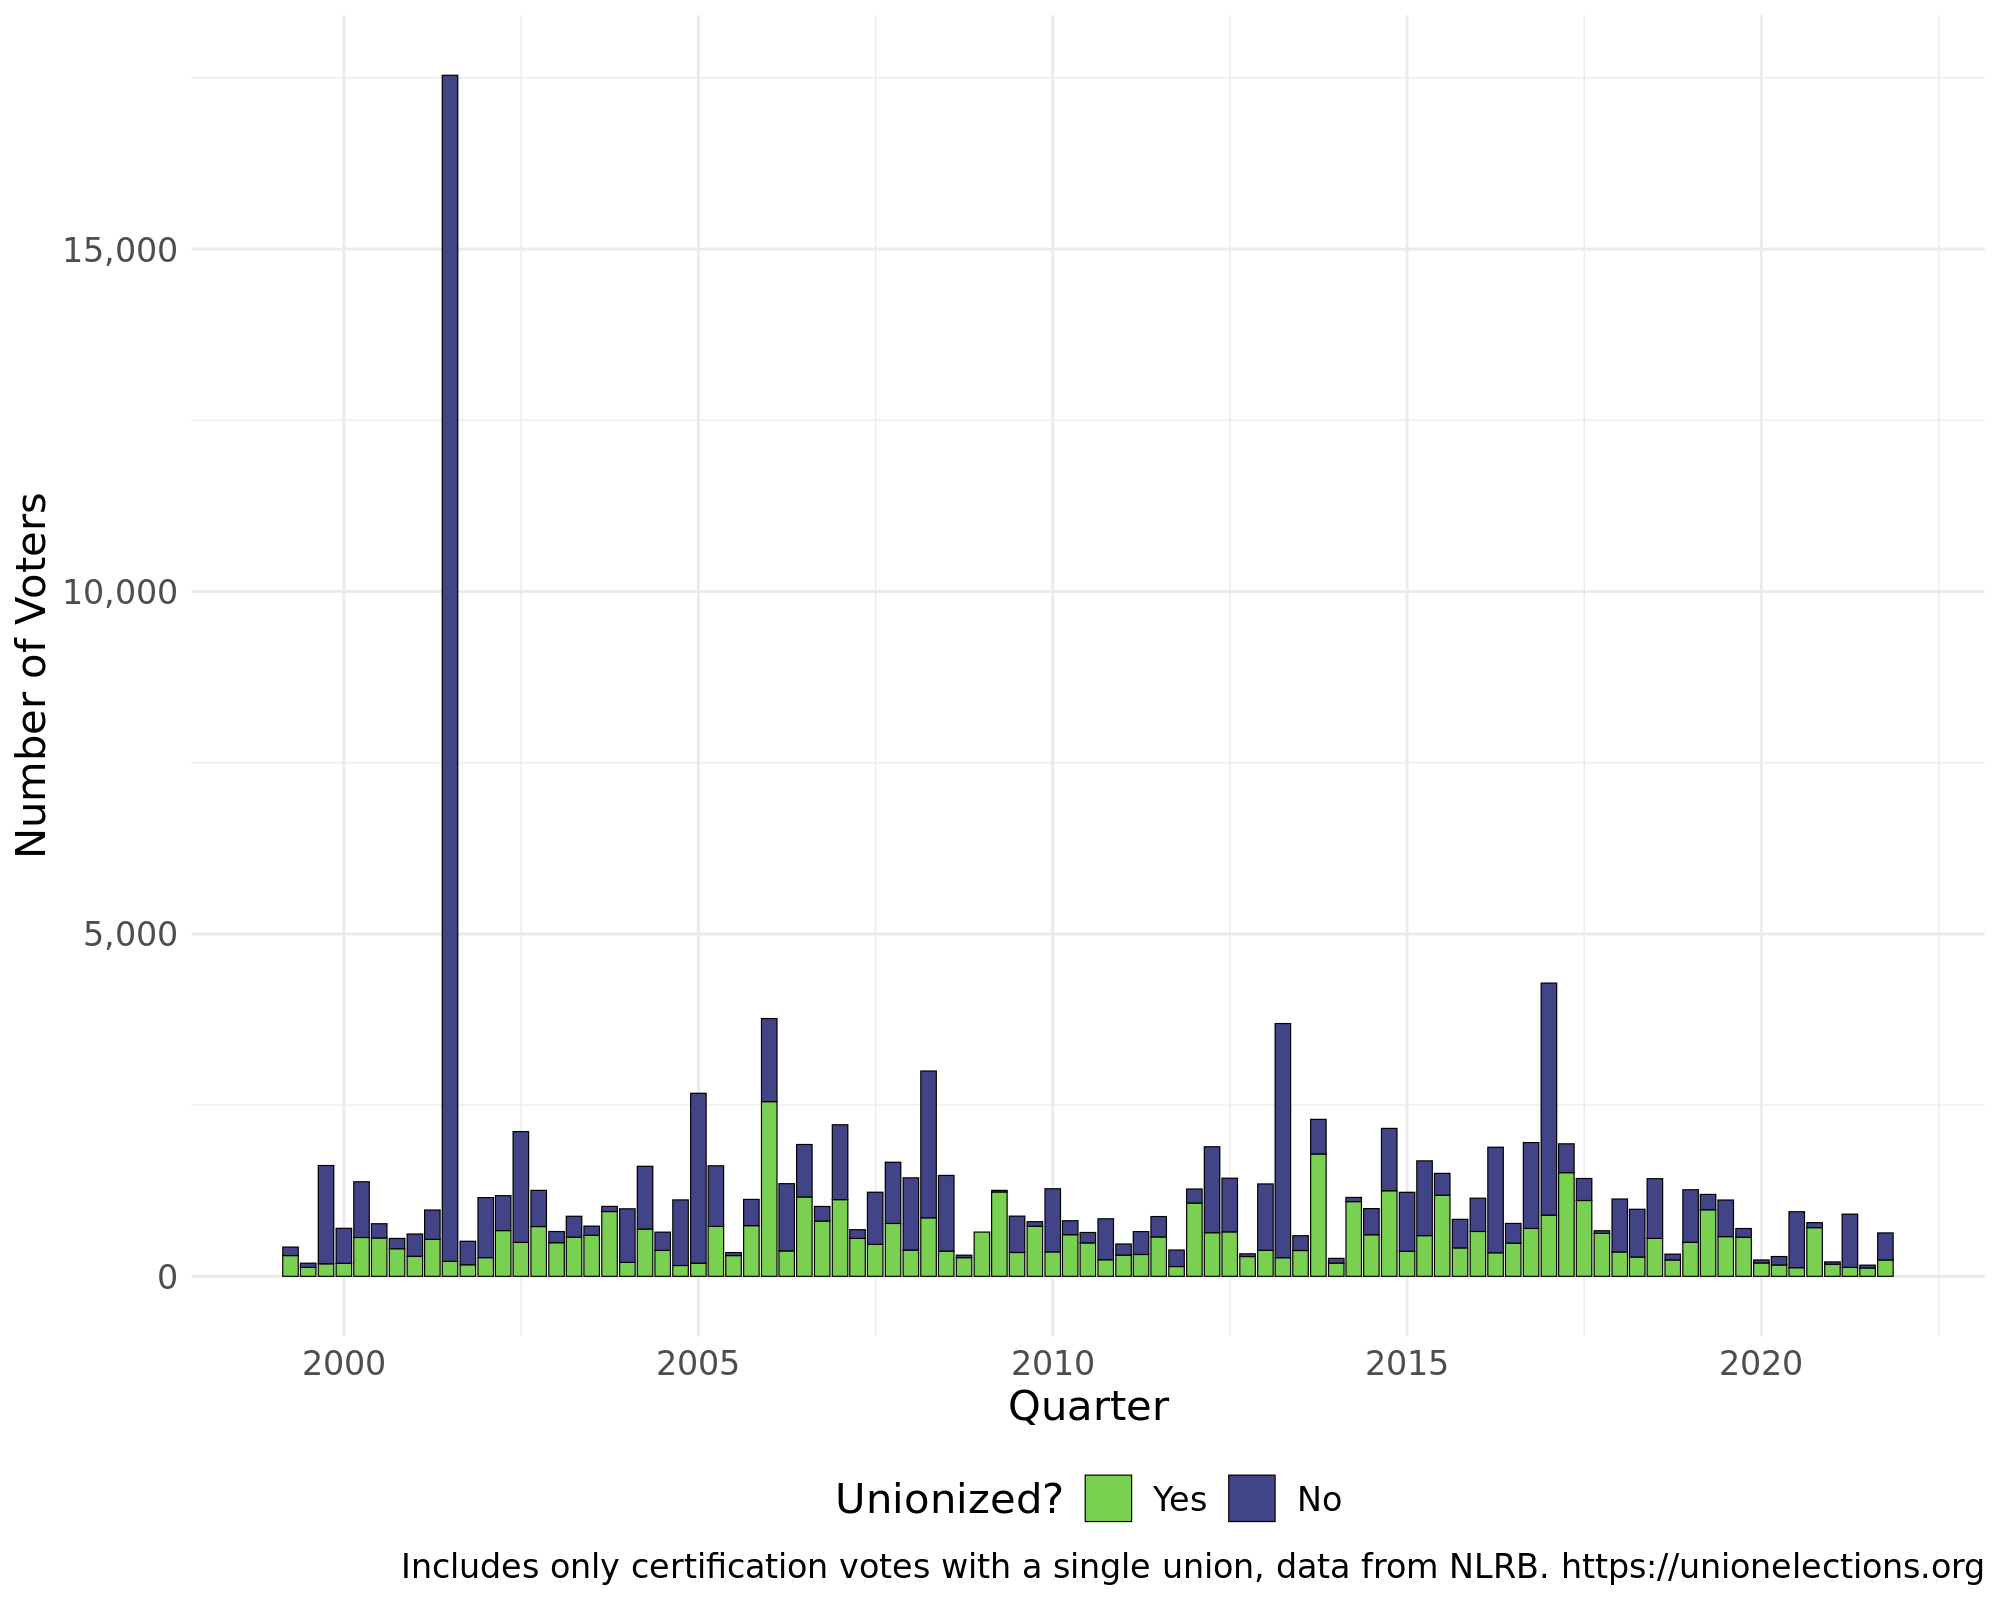 15,000
10,000
5,000
0
Number of Voters
2000 2005 2010 2015 2020
Quarter
Unionized? Yes No
Includes only certification votes with a single union, data from NLRB. https://unionelections.org